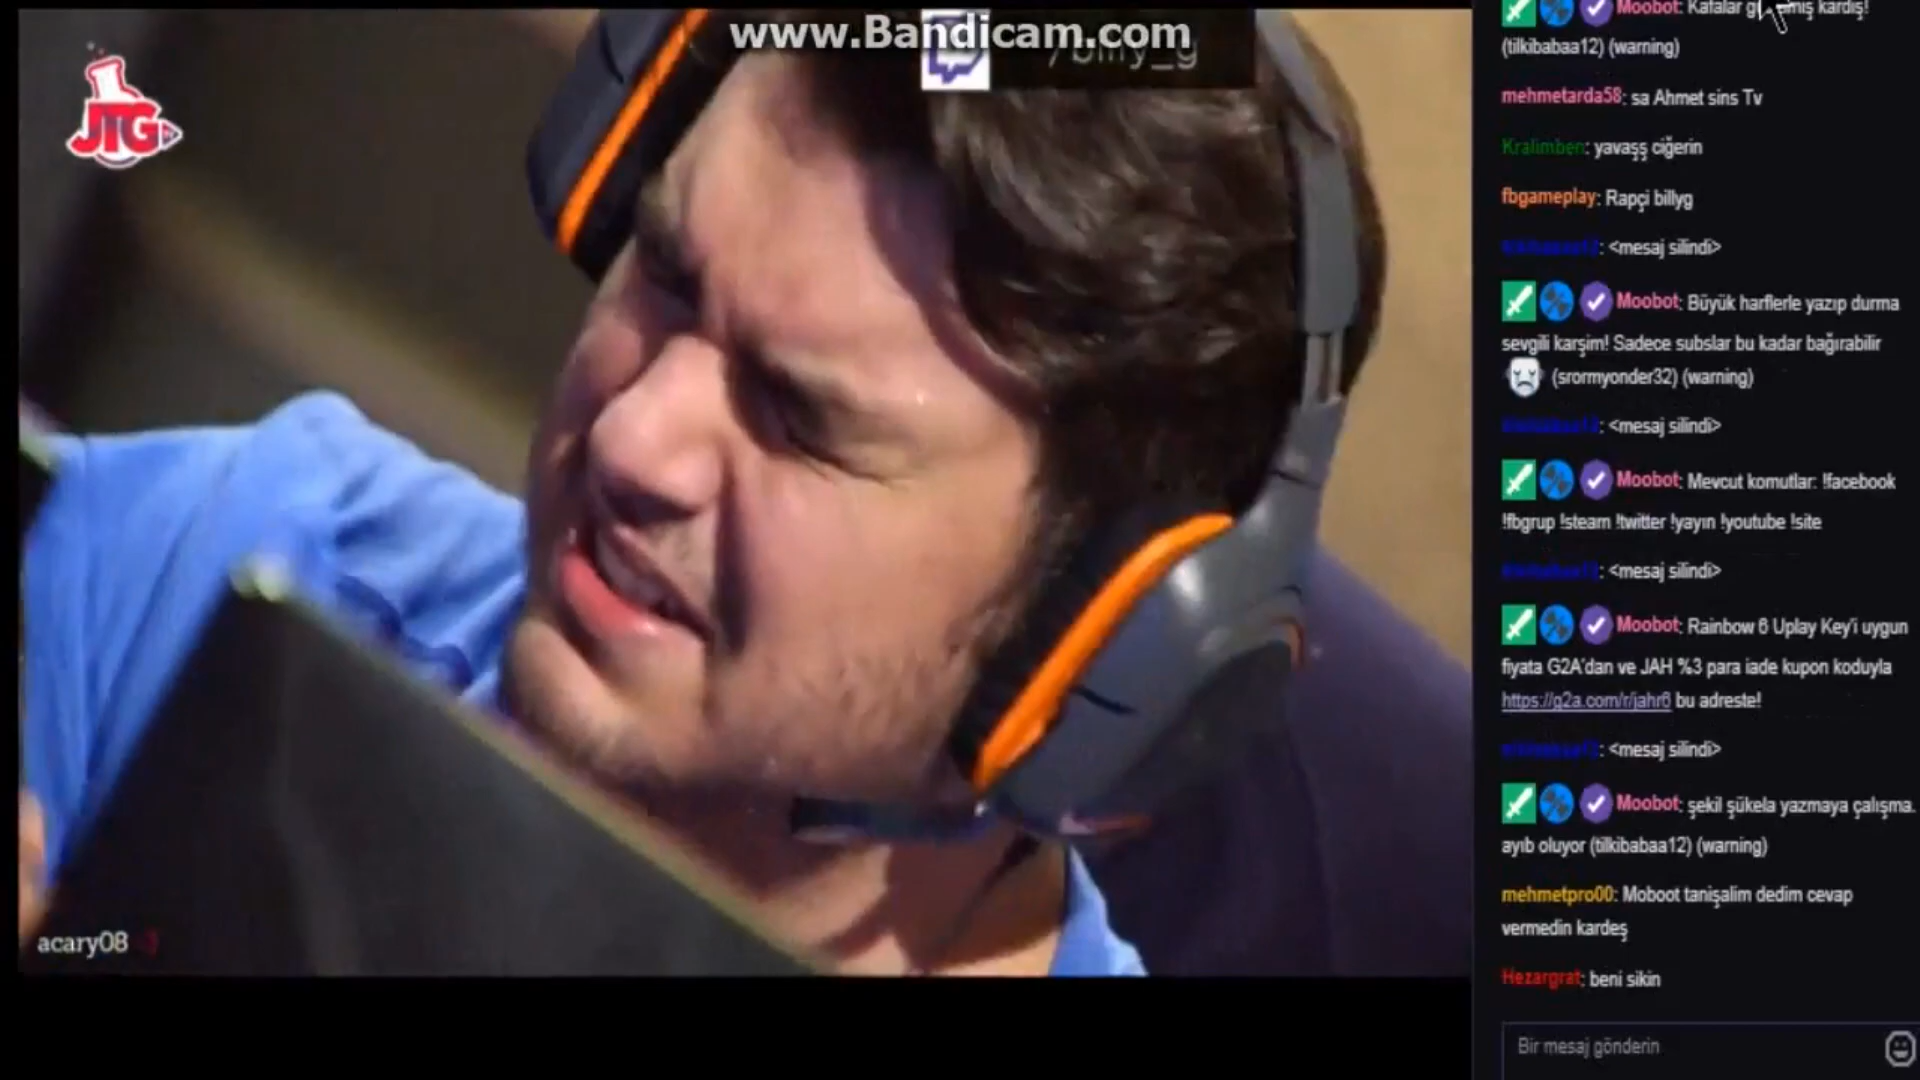 www.Bandicam.com
/billy_g
JTG
acary08
Moobot: Kafalar kardiş!
(tilkibabaa12) (warning)
mehmetarda58: sa Ahmet sins Tv
Kralimben: yavaşş ciğerin
fbgameplay: Rapçi billyg
: <mesaj silindi>
Moobot: Büyük harflerle yazıp durma
sevgili karşim! Sadece subslar bu kadar bağırabilir
(srormyonder32) (warning)
: <mesaj silindi>
Moobot: Mevcut komutlar: !facebook
!fbgrup !steam !twitter !yayın !youtube !site
: <mesaj silindi>
Moobot: Rainbow 6 Uplay Key'i uygun
fiyata G2A'dan ve JAH %3 para iade kupon koduyla
https://g2a.com/r/jahr6 bu adreste!
: <mesaj silindi>
Moobot: şekil şükela yazmaya çalışma.
ayıb oluyor (tilkibabaa12) (warning)
mehmetpro00: Moboot tanişalim dedim cevap
vermedin kardeş
Hezargrat: beni sikin
Bir mesaj gönderin